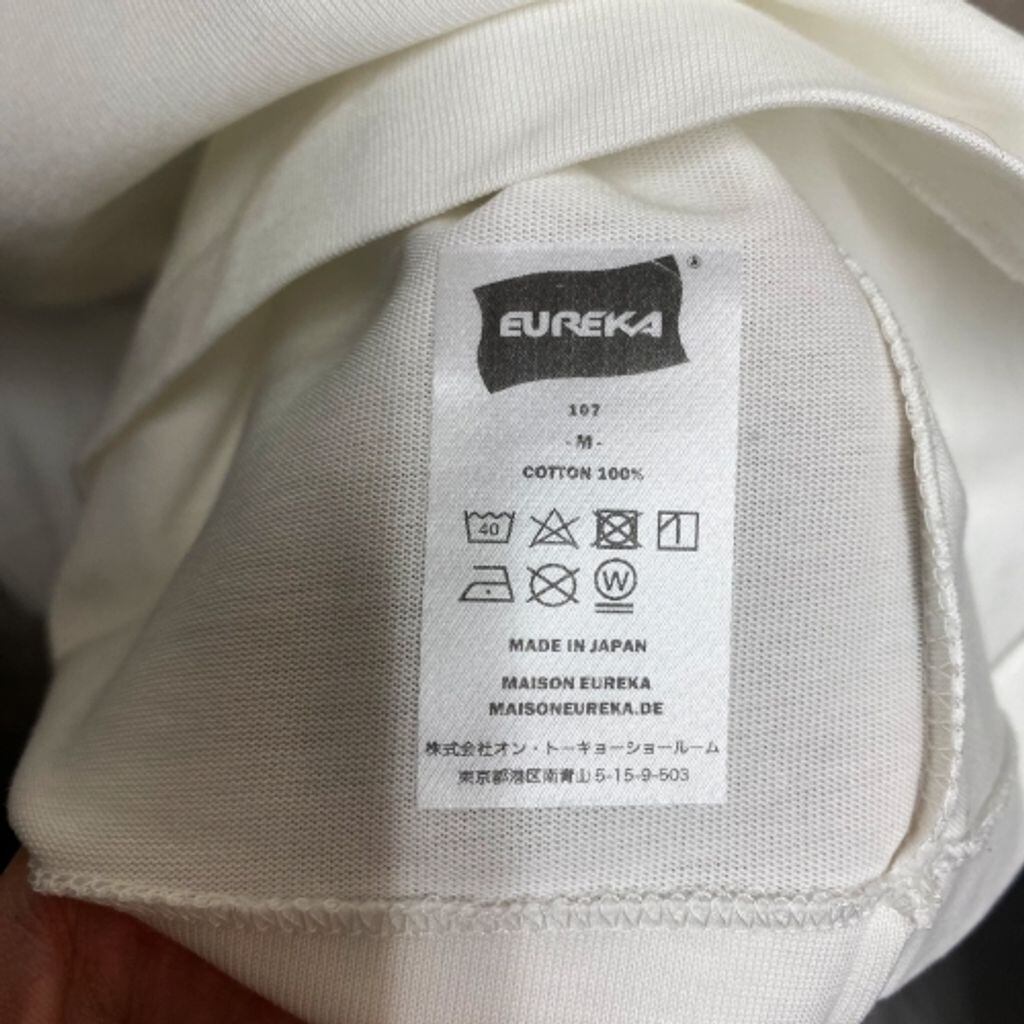 EUREKA
107
- M -
COTTON 100%
40
W
MADE IN JAPAN
MAISON EUREKA
MAISONEUREKA.DE
株式会社オン・トーキョーショールーム
東京都港区南青山5-15-9-503